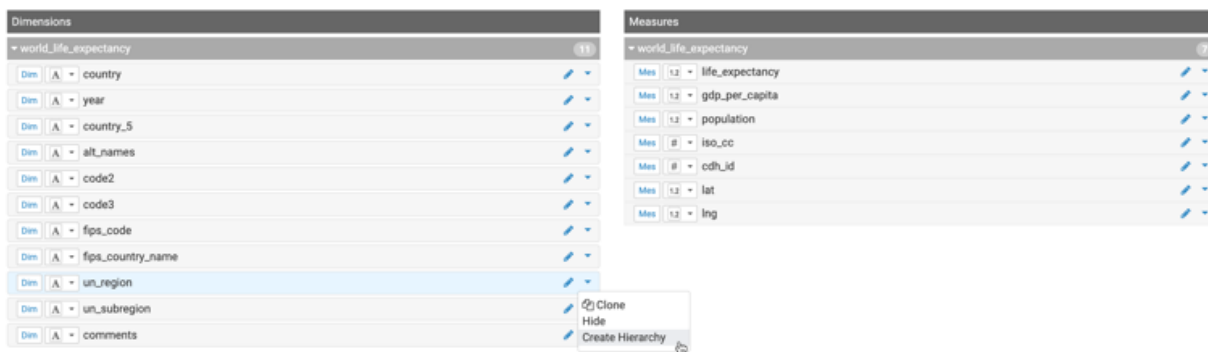 Dimensions
world_life_expectancy 11
Dim A country
Dim A year
Dim A country_5
Dim A alt_names
Dim A code2
Dim A code3
Dim A fips_code
Dim A fips_country_name
Dim A un_region
Dim A un_subregion
Dim A comments
Clone
Hide
Create Hierarchy
Measures
world_life_expectancy 7
Mes 1.2 life_expectancy
Mes 1.2 gdp_per_capita
Mes 1.2 population
Mes # iso_cc
Mes # cdh_id
Mes 1.2 lat
Mes 1.2 lng